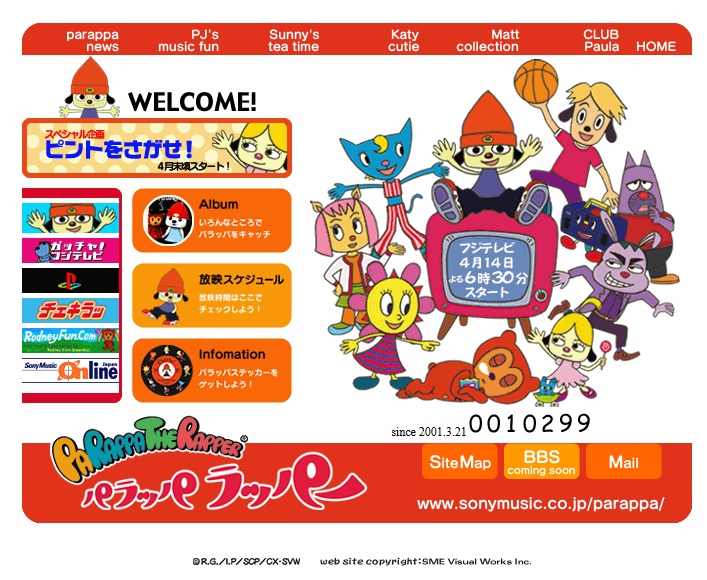 parappa news
PJ's music fun
Sunny's tea time
Katy cutie
Matt collection
CLUB Paula
HOME
WELCOME!
スペシャル企画
ピントをさがせ!
4月末頃スタート!
ガッチャ!
フジテレビ
チェキラッ
RodneyFun.Com
SonyMusic Online Japan
Album
いろんなところで
パラッパをキャッチ
放映スケジュール
放映時間はここで
チェックしよう!
Infomation
パラッパステッカーを
ゲットしよう!
フジテレビ
4月14日
よる6時30分
スタート
since 2001.3.21 0010299
PARAPPA THE RAPPER
パラッパ ラッパー
SiteMap
BBS
coming soon
Mail
www.sonymusic.co.jp/parappa/
©R.G./I.P/SCP/CX·SVW web site copyright:SME Visual Works Inc.